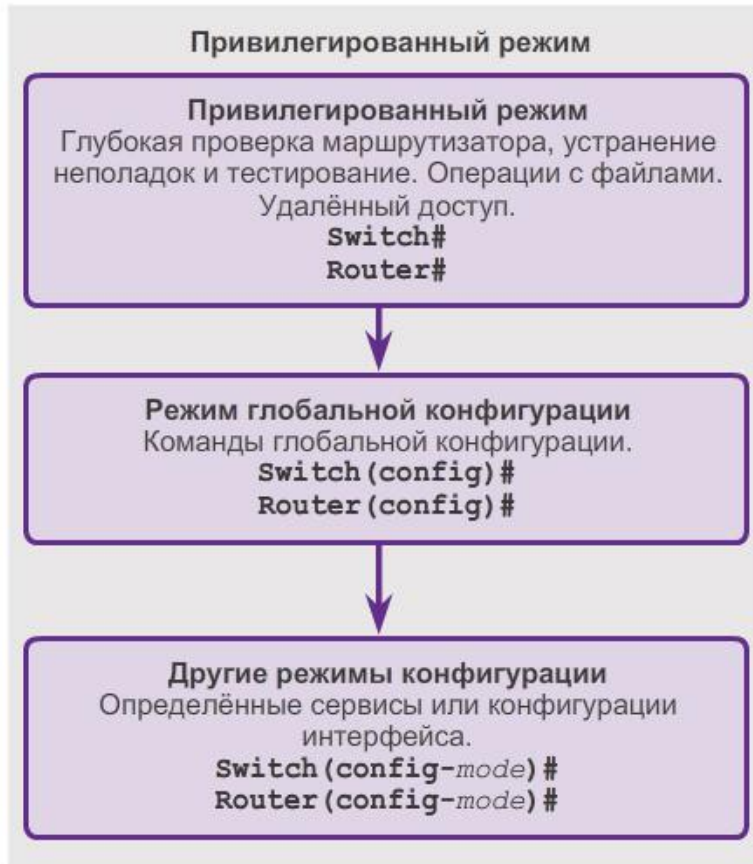 Привилегированный режим
Привилегированный режим
Глубокая проверка маршрутизатора, устранение
неполадок и тестирование. Операции с файлами.
Удалённый доступ.
Switch#
Router#
Режим глобальной конфигурации
Команды глобальной конфигурации.
Switch(config)#
Router(config)#
Другие режимы конфигурации
Определённые сервисы или конфигурации
интерфейса.
Switch(config-mode)#
Router(config-mode)#